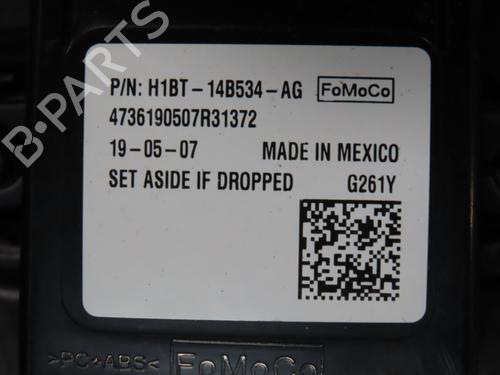 P/N: H1BT-14B534-AG FoMoCo
4736190507R31372
19-05-07 MADE IN MEXICO
SET ASIDE IF DROPPED G261Y
>PC+ABS< FoMoCo
B-PARTS